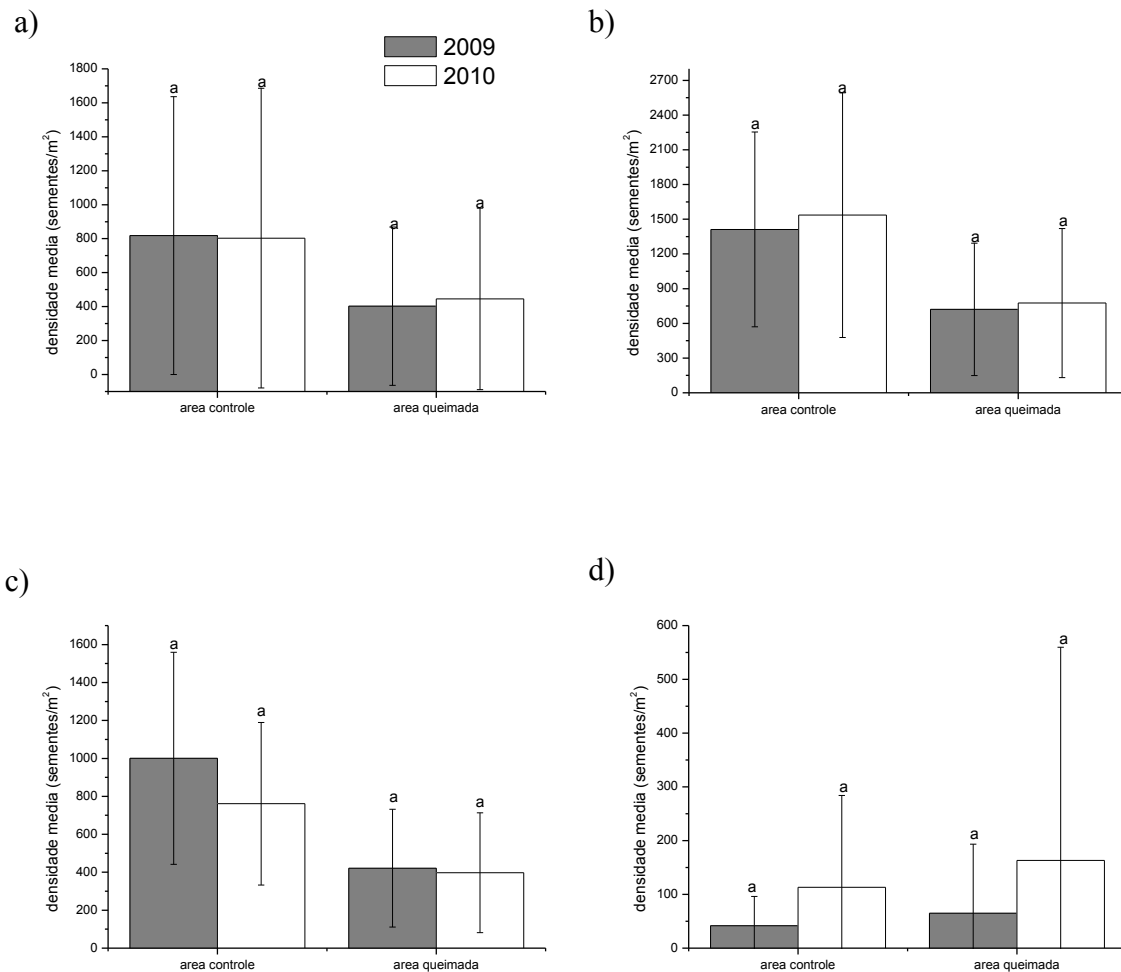 a)
2009
2010
1800
1600
1400
1200
1000
800
600
400
200
0
densidade media (sementes/m²)
a
a
a
a
area controle
area queimada
b)
2700
2400
2100
1800
1500
1200
900
600
300
0
densidade media (sementes/m²)
a
a
a
a
area controle
area queimada
c)
1600
1400
1200
1000
800
600
400
200
0
densidade media (sementes/m²)
a
a
a
a
area controle
area queimada
d)
600
500
400
300
200
100
0
densidade media (sementes/m²)
a
a
a
a
area controle
area queimada